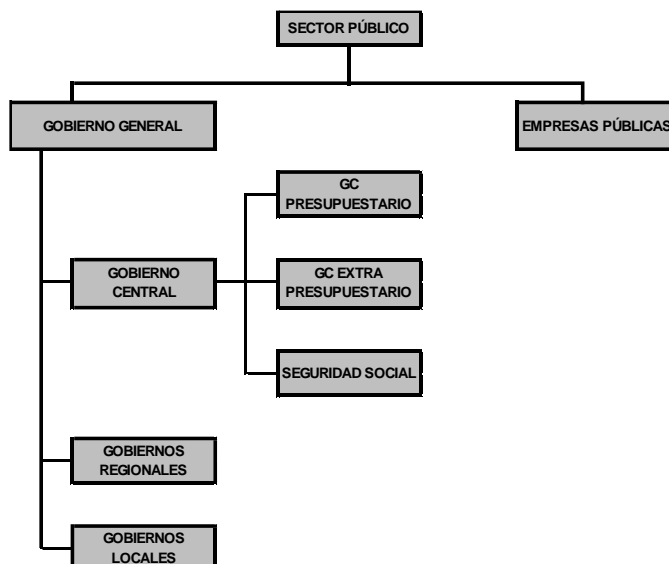 SECTOR PÚBLICO
GOBIERNO GENERAL
EMPRESAS PÚBLICAS
GC
PRESUPUESTARIO
GOBIERNO
CENTRAL
GC EXTRA
PRESUPUESTARIO
SEGURIDAD SOCIAL
GOBIERNOS
REGIONALES
GOBIERNOS
LOCALES